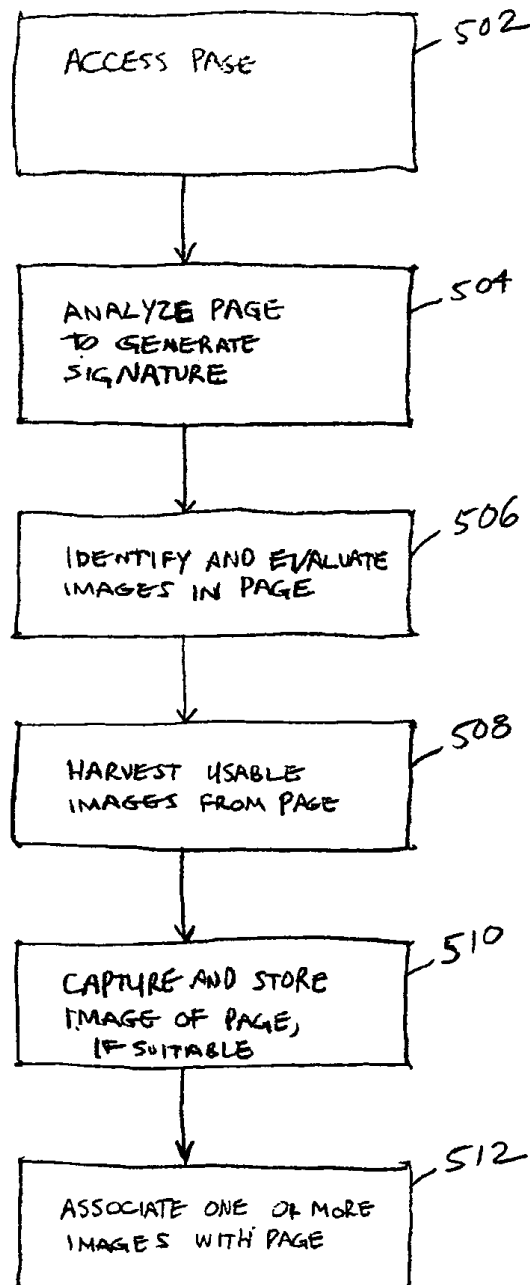 502
ACCESS PAGE
504
ANALYZE PAGE
TO GENERATE
SIGNATURE
506
IDENTIFY AND EVALUATE
IMAGES IN PAGE
508
HARVEST USABLE
IMAGES FROM PAGE
510
CAPTURE AND STORE
IMAGE OF PAGE,
IF SUITABLE
512
ASSOCIATE ONE OR MORE
IMAGES WITH PAGE